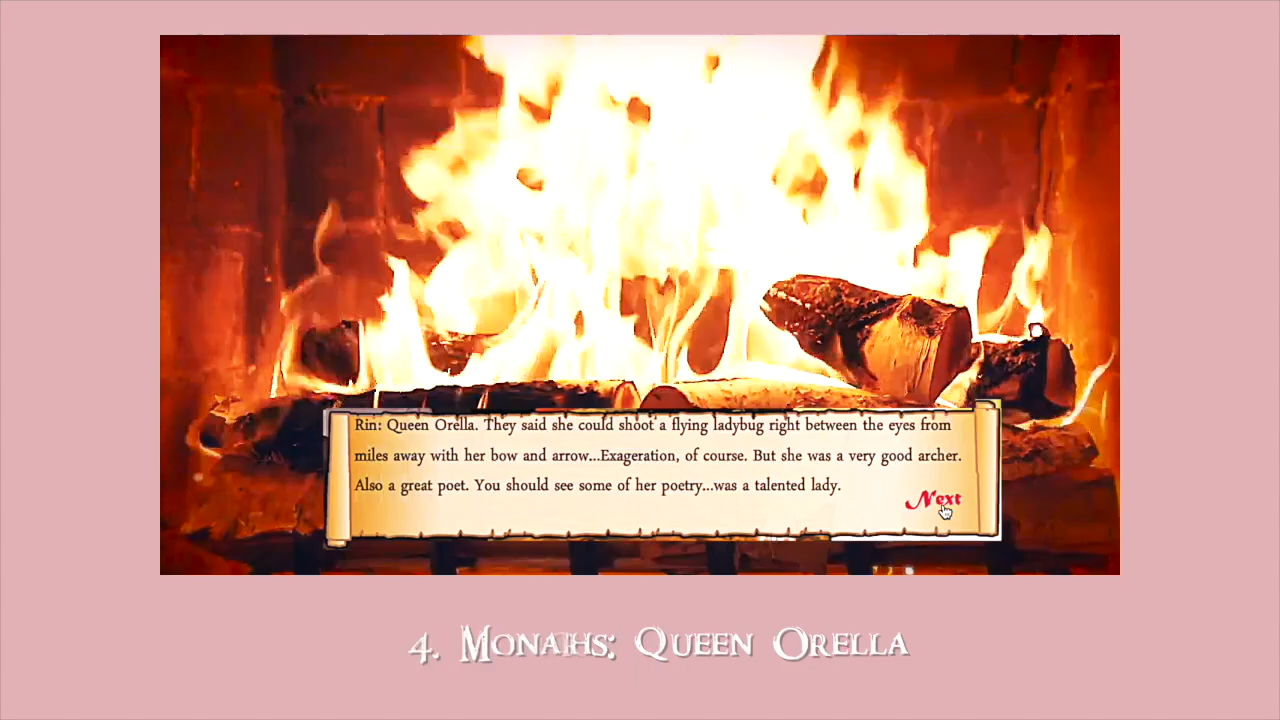 Rin: Queen Orella. They said she could shoot a flying ladybug right between the eyes from
miles away with her bow and arrow...Exageration, of course. But she was a very good archer.
Also a great poet. You should see some of her poetry...was a talented lady.
Next
4. Monahs: Queen Orella